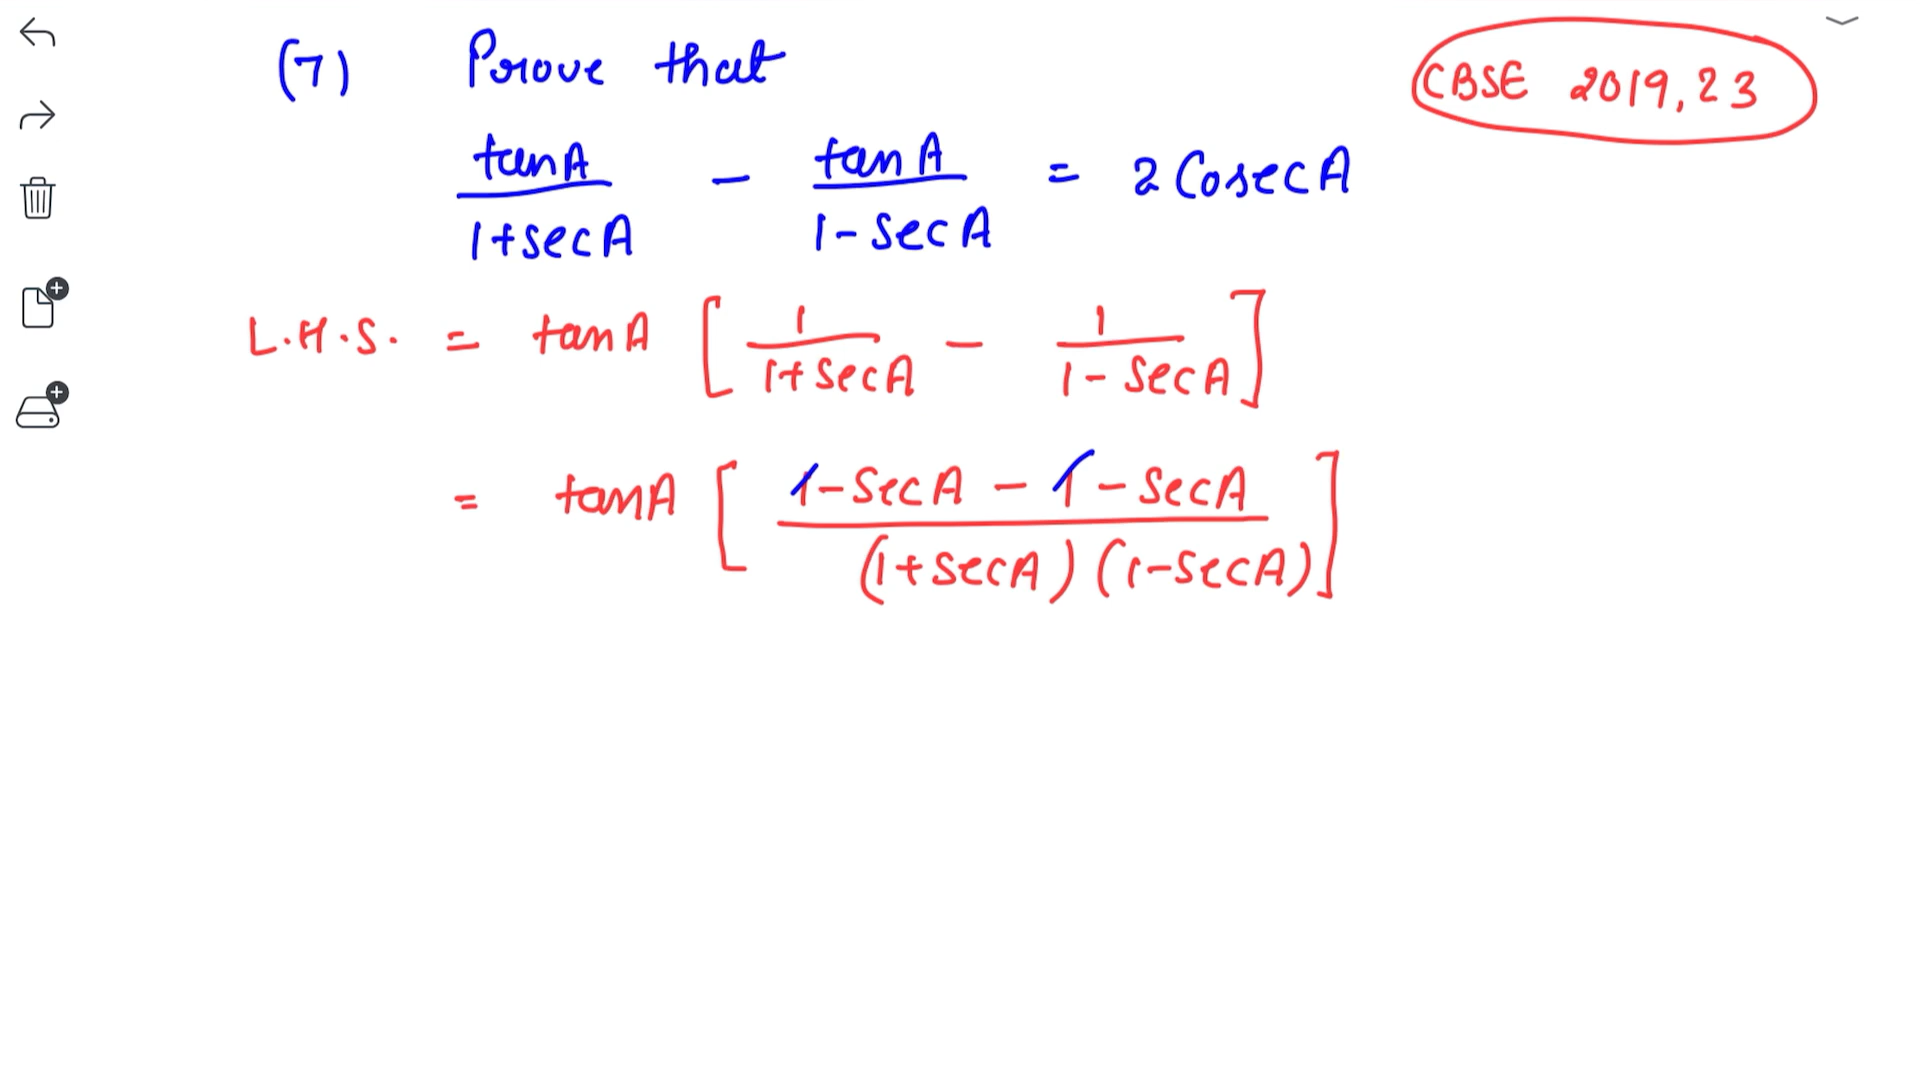 (7) Prove that
CBSE 2019, 23
tanA/1+secA - tanA/1-secA = 2 CosecA
L.H.S. = tanA [1/1+secA - 1/1-secA]
= tanA [1-secA - 1-secA/(1+secA)(1-secA)]